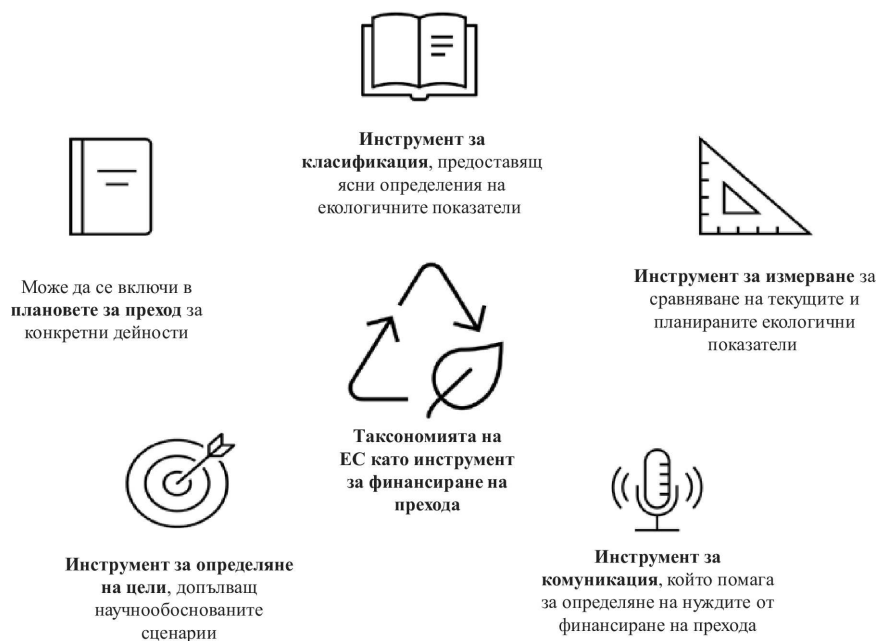 Инструмент за
класификация, предоставящ
ясни определения на
екологичните показатели
Може да се включи в
плановете за преход за
конкретни дейности
Инструмент за измерване за
сравняване на текущите и
планираните екологични
показатели
Таксономията на
ЕС като инструмент
за финансиране на
прехода
Инструмент за определяне
на цели, допълващ
научнообоснованите
сценарии
Инструмент за
комуникация, който помага
за определяне на нуждите от
финансиране на прехода